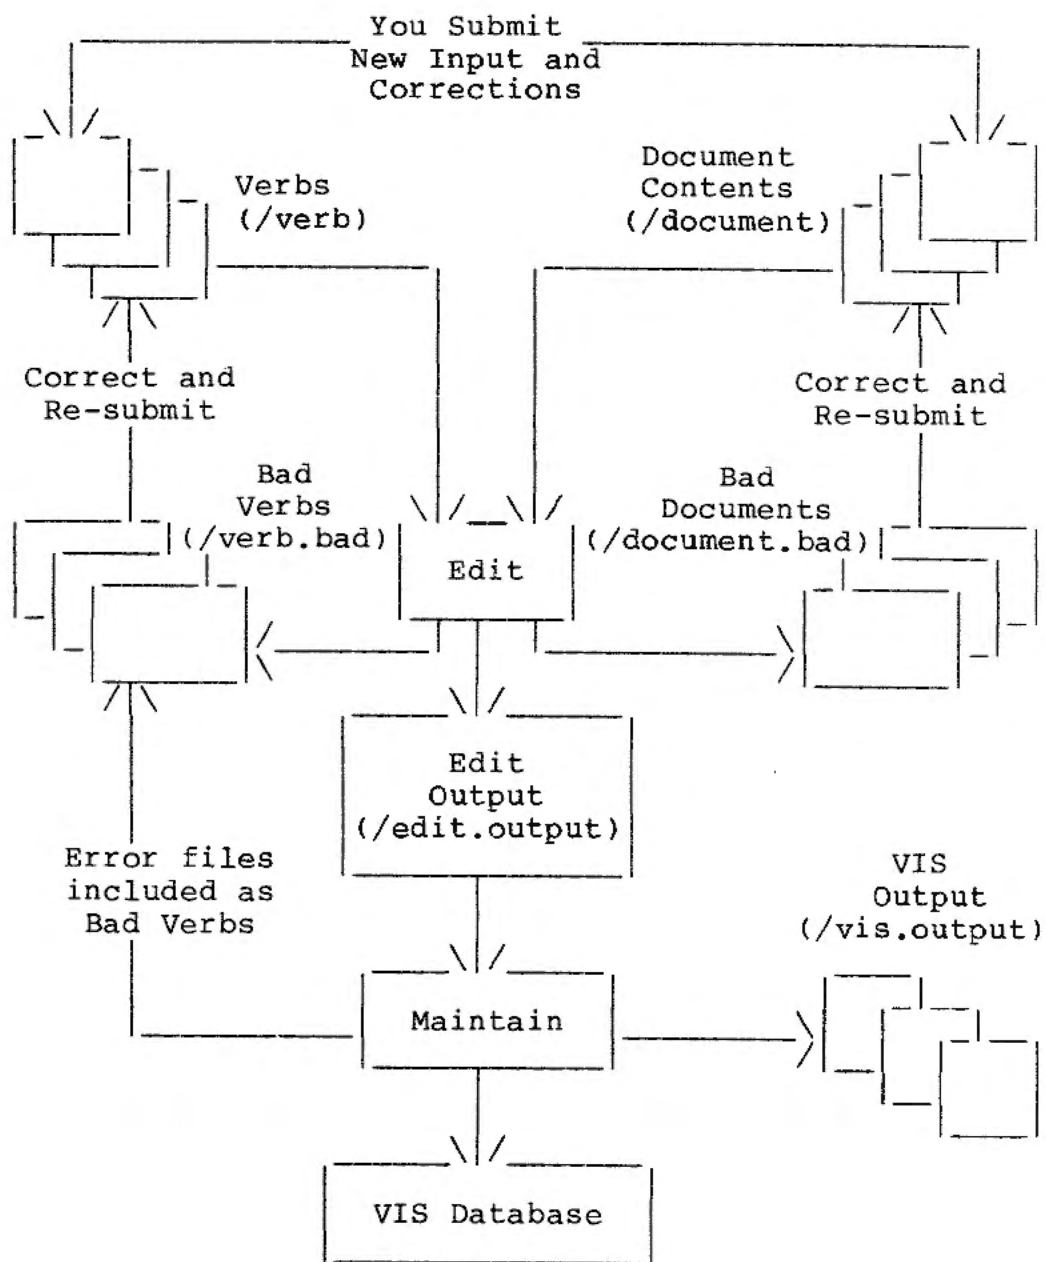 You Submit
New Input and
Corrections
Verbs
(/verb)
Document
Contents
(/document)
Correct and
Re-submit
Correct and
Re-submit
Bad
Verbs
(/verb.bad)
Edit
Bad
Documents
(/document.bad)
Edit
Output
(/edit.output)
Error files
included as
Bad Verbs
VIS
Output
(/vis.output)
Maintain
VIS Database